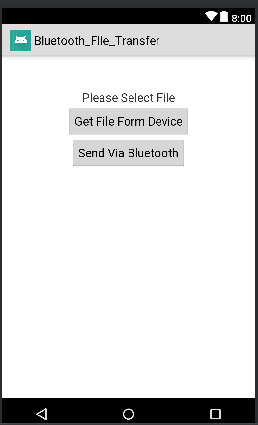 8:00
Bluetooth_File_Transfer
Please Select File
Get File Form Device
Send Via Bluetooth